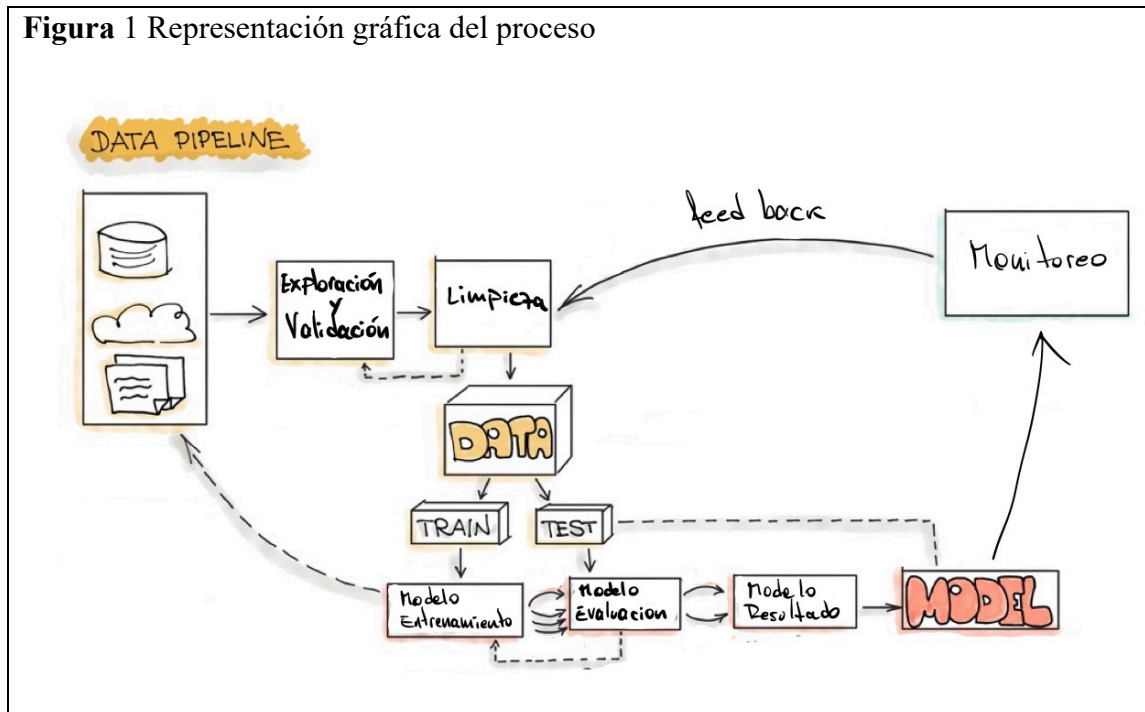 Figura 1 Representación gráfica del proceso
DATA PIPELINE
feed back
Monitoreo
Exploración
y
Validación
Limpieza
DATA
TRAIN
TEST
Modelo
Entrenamiento
Modelo
Evaluacion
Modelo
Resultado
MODEL